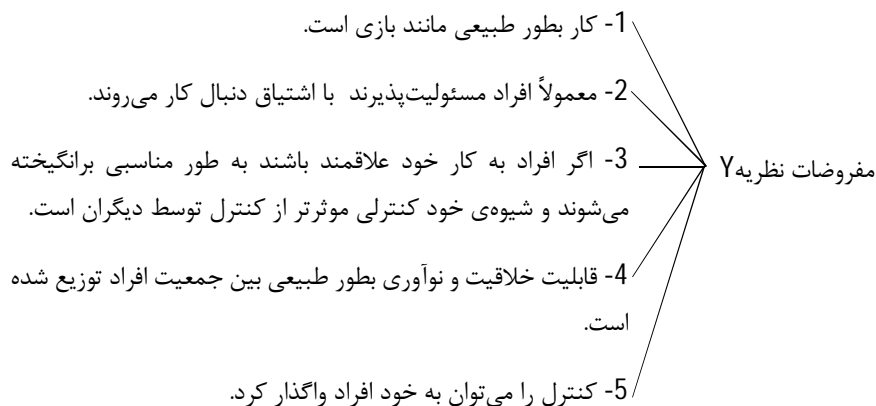 مفروضات نظریهY
1- کار بطور طبیعی مانند بازی است.
2- معمولاً افراد مسئولیت‌پذیرند با اشتیاق دنبال کار می‌روند.
3- اگر افراد به کار خود علاقمند باشند به طور مناسبی برانگیخته
می‌شوند و شیوه‌ی خود کنترلی موثرتر از کنترل توسط دیگران است.
4- قابلیت خلاقیت و نوآوری بطور طبیعی بین جمعیت افراد توزیع شده
است.
5- کنترل را می‌توان به خود افراد واگذار کرد.